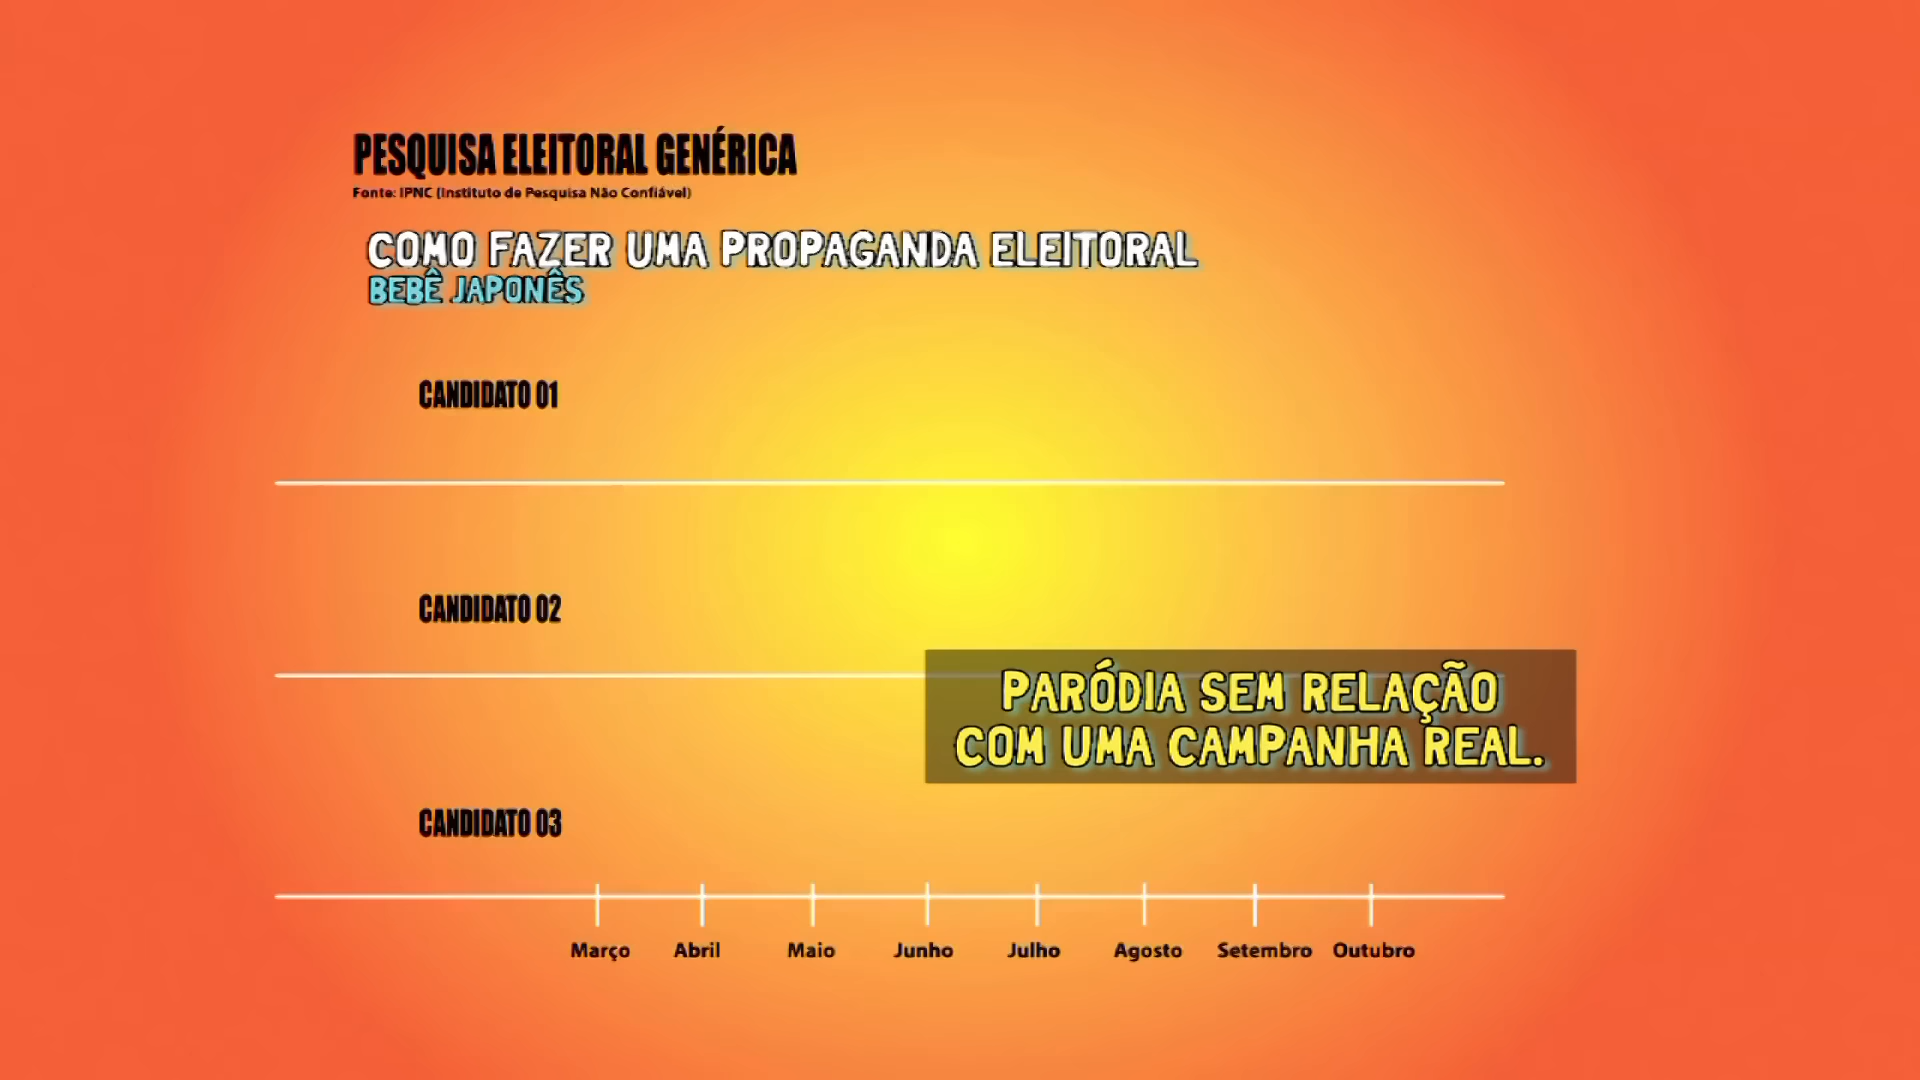 PESQUISA ELEITORAL GENÉRICA
Fonte: IPNC (Instituto de Pesquisa Não Confiável)
COMO FAZER UMA PROPAGANDA ELEITORAL
BEBÊ JAPONÊS
CANDIDATO 01
CANDIDATO 02
PARÓDIA SEM RELAÇÃO
COM UMA CAMPANHA REAL.
CANDIDATO 03
Março Abril Maio Junho Julho Agosto Setembro Outubro